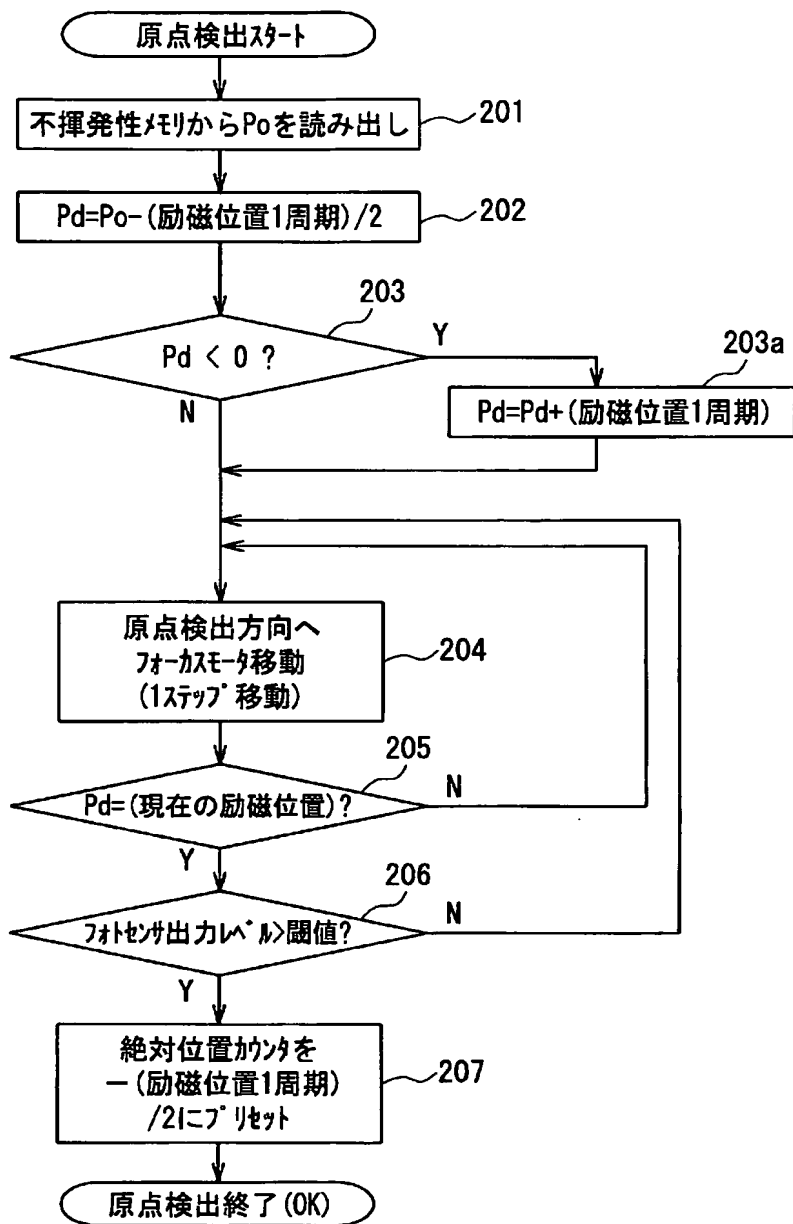 原点検出スタート
不揮発性メモリからPoを読み出し
201
Pd=Po-(励磁位置1周期)/2
202
203
Pd < 0 ?
Y
N
203a
Pd=Pd+(励磁位置1周期)
原点検出方向へ
フォーカスモータ移動
(1ステップ移動)
204
205
Pd=(現在の励磁位置)?
N
Y
206
フォトセンサ出力レベル>閾値?
N
Y
絶対位置カウンタを
-(励磁位置1周期)
/2にプリセット
207
原点検出終了(OK)